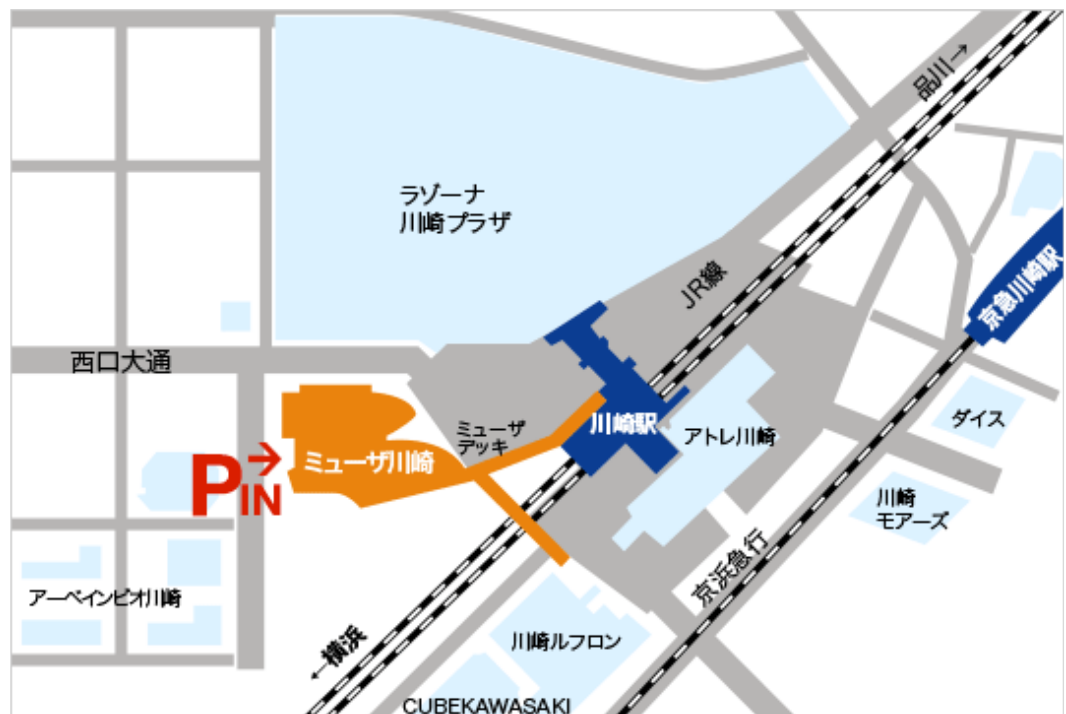 品川→
ラゾーナ
川崎プラザ
JR線
京急川崎駅
西口大通
ミューザ
デッキ
川崎駅
アトレ川崎
ダイス
ミューザ川崎
P→
IN
川崎
モアーズ
京浜急行
アーベインビオ川崎
←横浜
川崎ルフロン
CUBEKAWASAKI